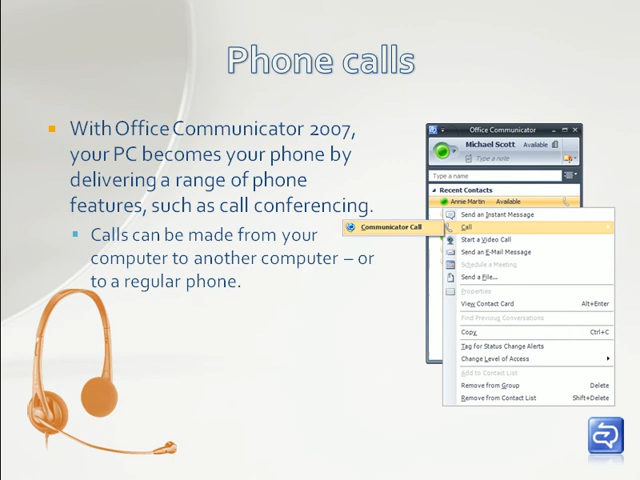 Phone calls
With Office Communicator 2007,
your PC becomes your phone by
delivering a range of phone
features, such as call conferencing.
Calls can be made from your
computer to another computer – or
to a regular phone.
Office Communicator
Michael Scott Available
Type a note
Type a name
Recent Contacts
Annie Martin Available
Communicator Call
Send an Instant Message
Call
Start a Video Call
Send an E-Mail Message
Schedule a Meeting
Send a File...
Properties
View Contact Card Alt+Enter
Find Previous Conversations
Copy Ctrl+C
Tag for Status Change Alerts
Change Level of Access
Add to Contact List
Remove from Group Delete
Remove from Contact List Shift+Delete